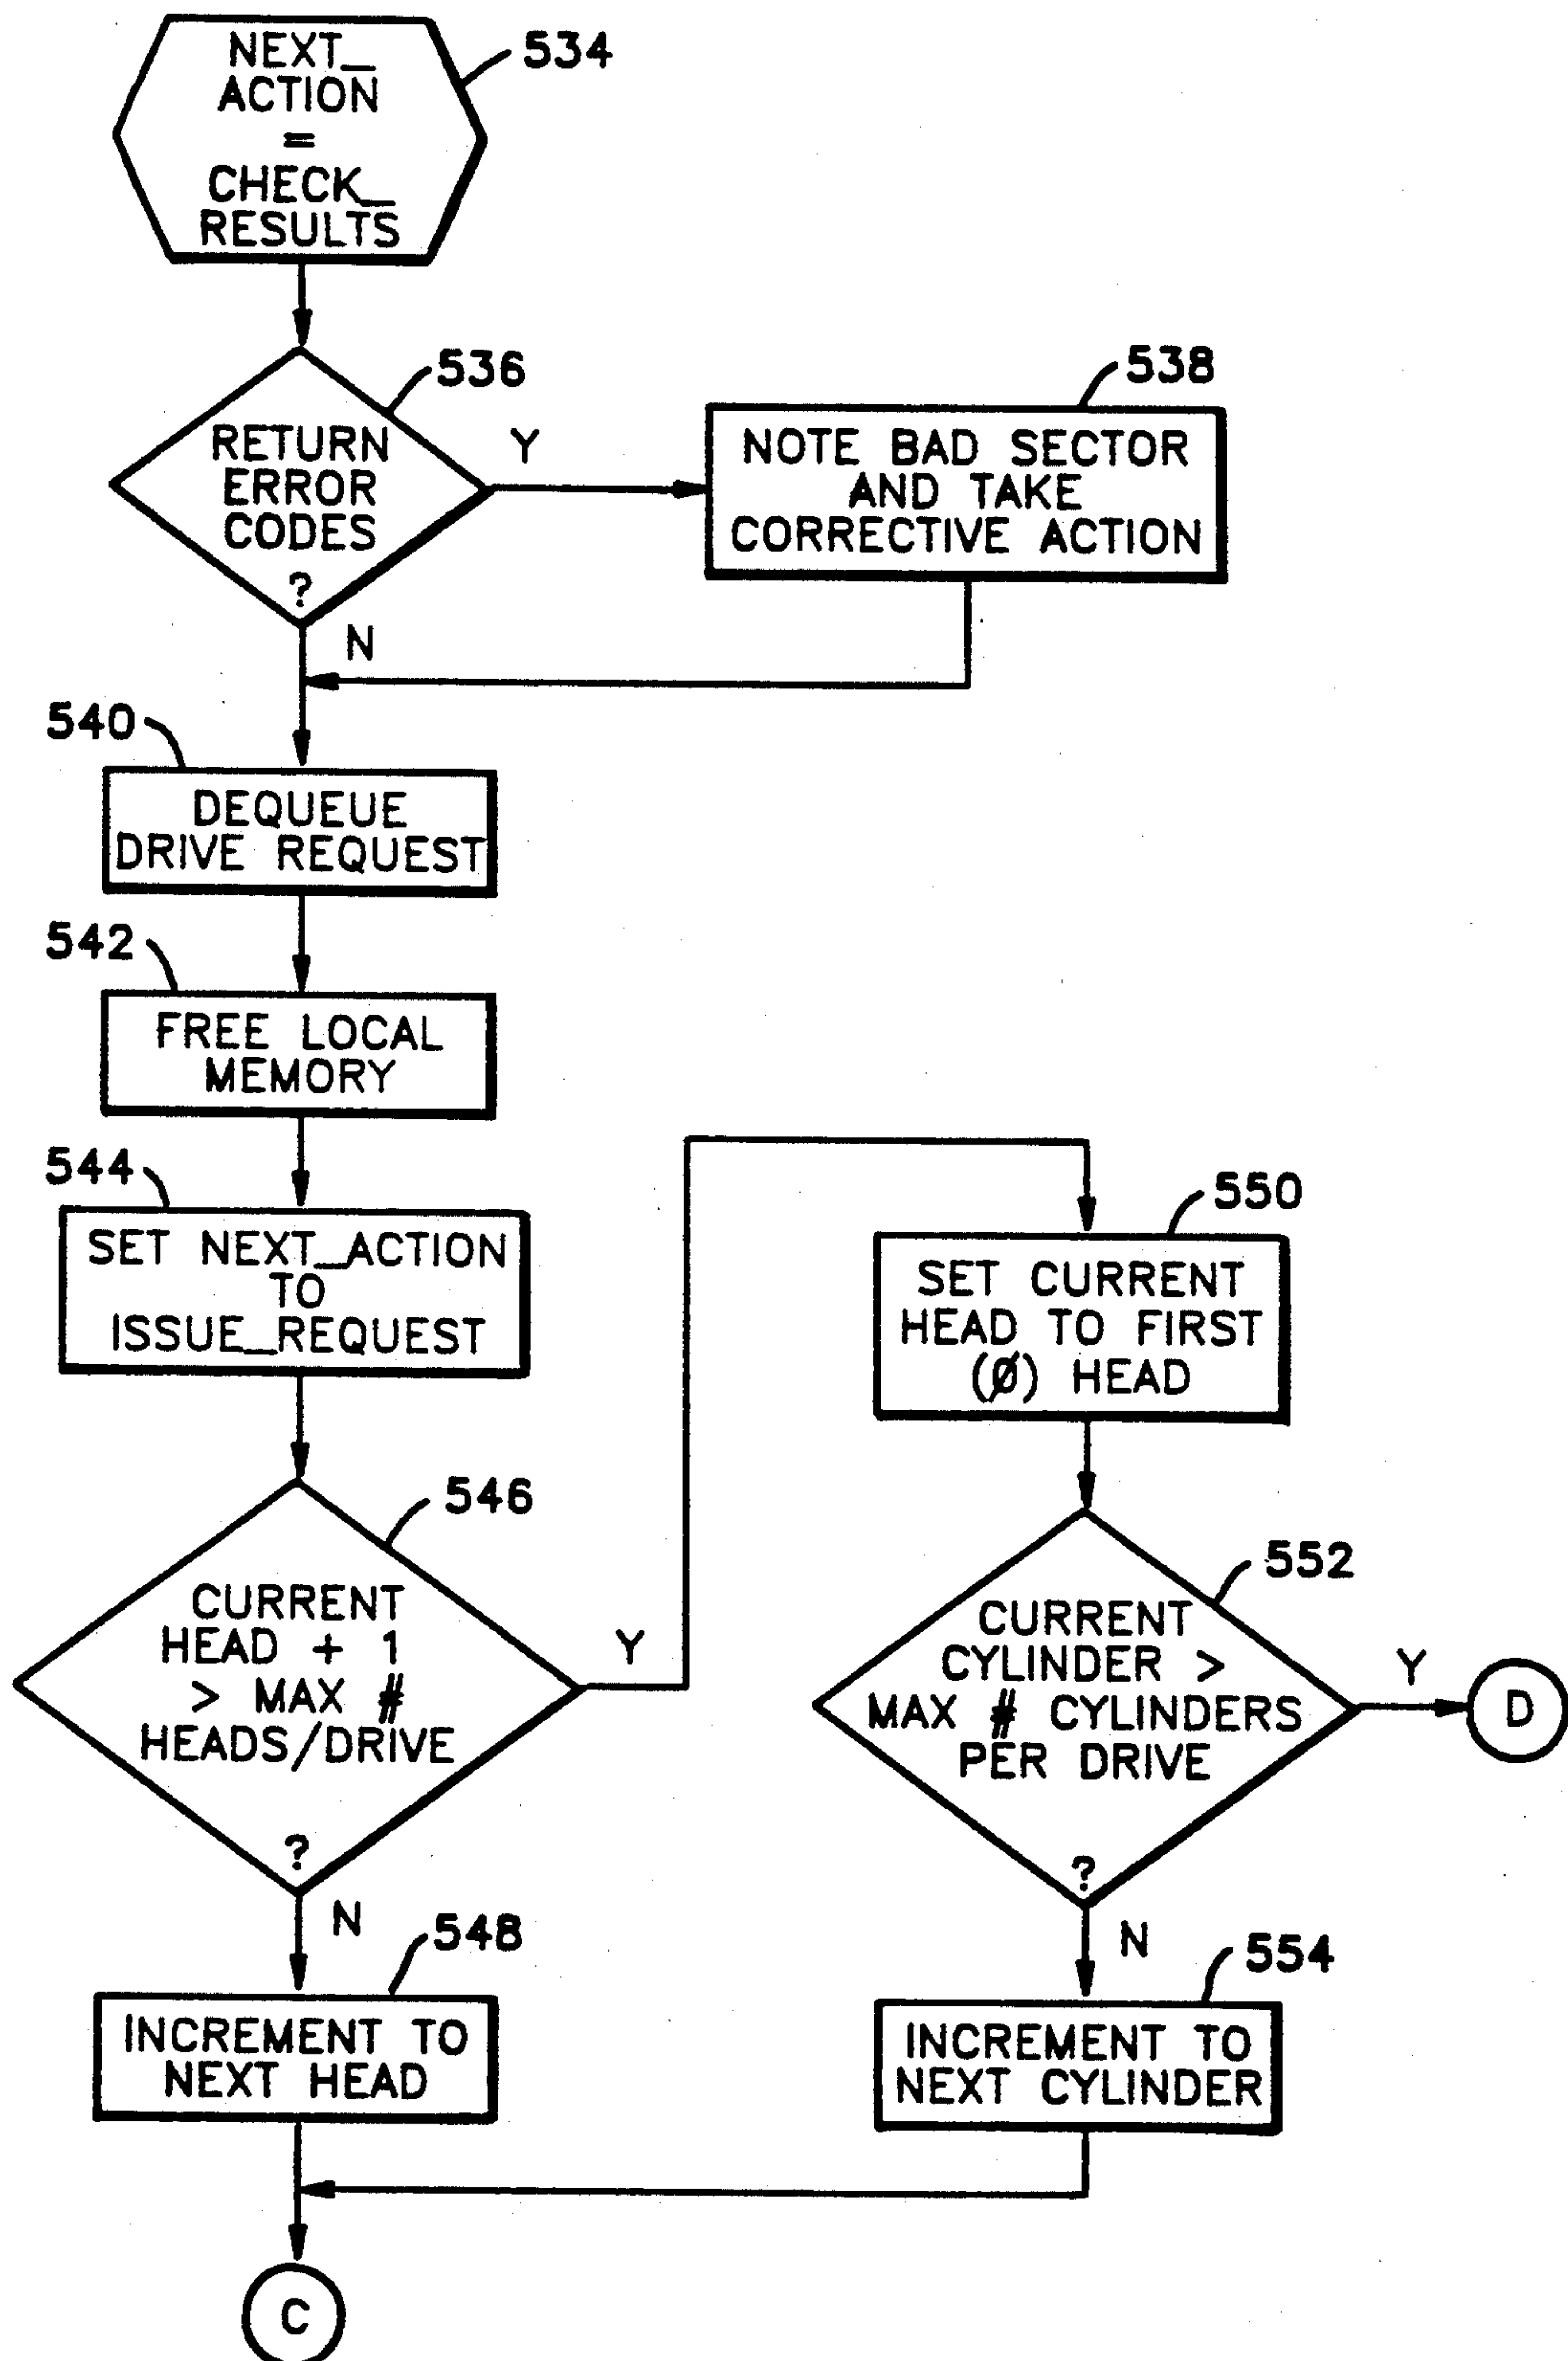 NEXT_
ACTION
=
CHECK_
RESULTS
534
RETURN
ERROR
CODES
?
536
Y
N
NOTE BAD SECTOR
AND TAKE
CORRECTIVE ACTION
538
540
DEQUEUE
DRIVE REQUEST
542
FREE LOCAL
MEMORY
544
SET NEXT_ACTION
TO
ISSUE_REQUEST
546
CURRENT
HEAD + 1
> MAX #
HEADS/DRIVE
?
Y
N
548
INCREMENT TO
NEXT HEAD
550
SET CURRENT
HEAD TO FIRST
(Ø) HEAD
552
CURRENT
CYLINDER >
MAX # CYLINDERS
PER DRIVE
?
Y
D
N
554
INCREMENT TO
NEXT CYLINDER
C